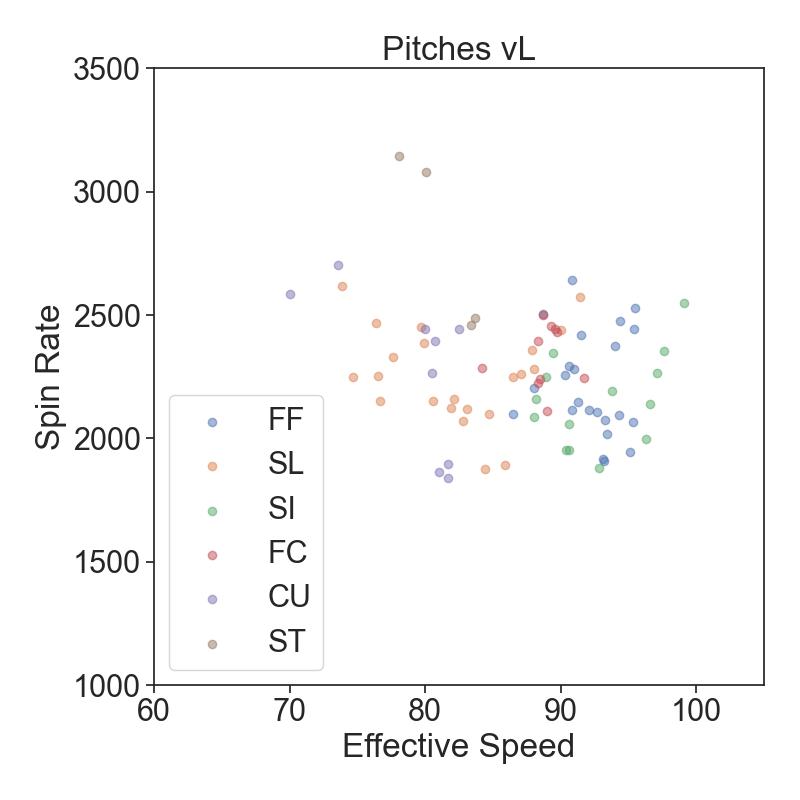 Pitches vL
3500
3000
2500
2000
1500
1000
Spin Rate
FF
SL
SI
FC
CU
ST
60 70 80 90 100
Effective Speed